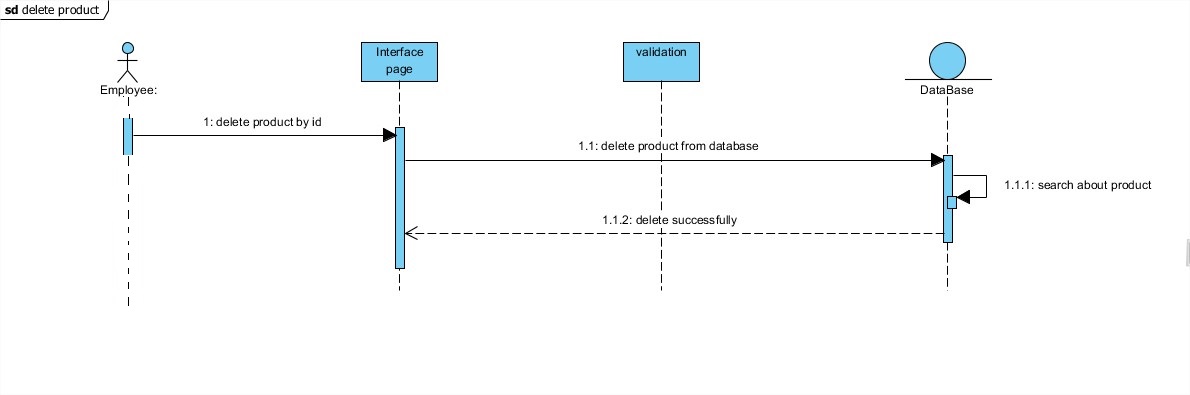 sd delete product
Interface
page
validation
Employee:
DataBase
1: delete product by id
1.1: delete product from database
1.1.1: search about product
1.1.2: delete successfully